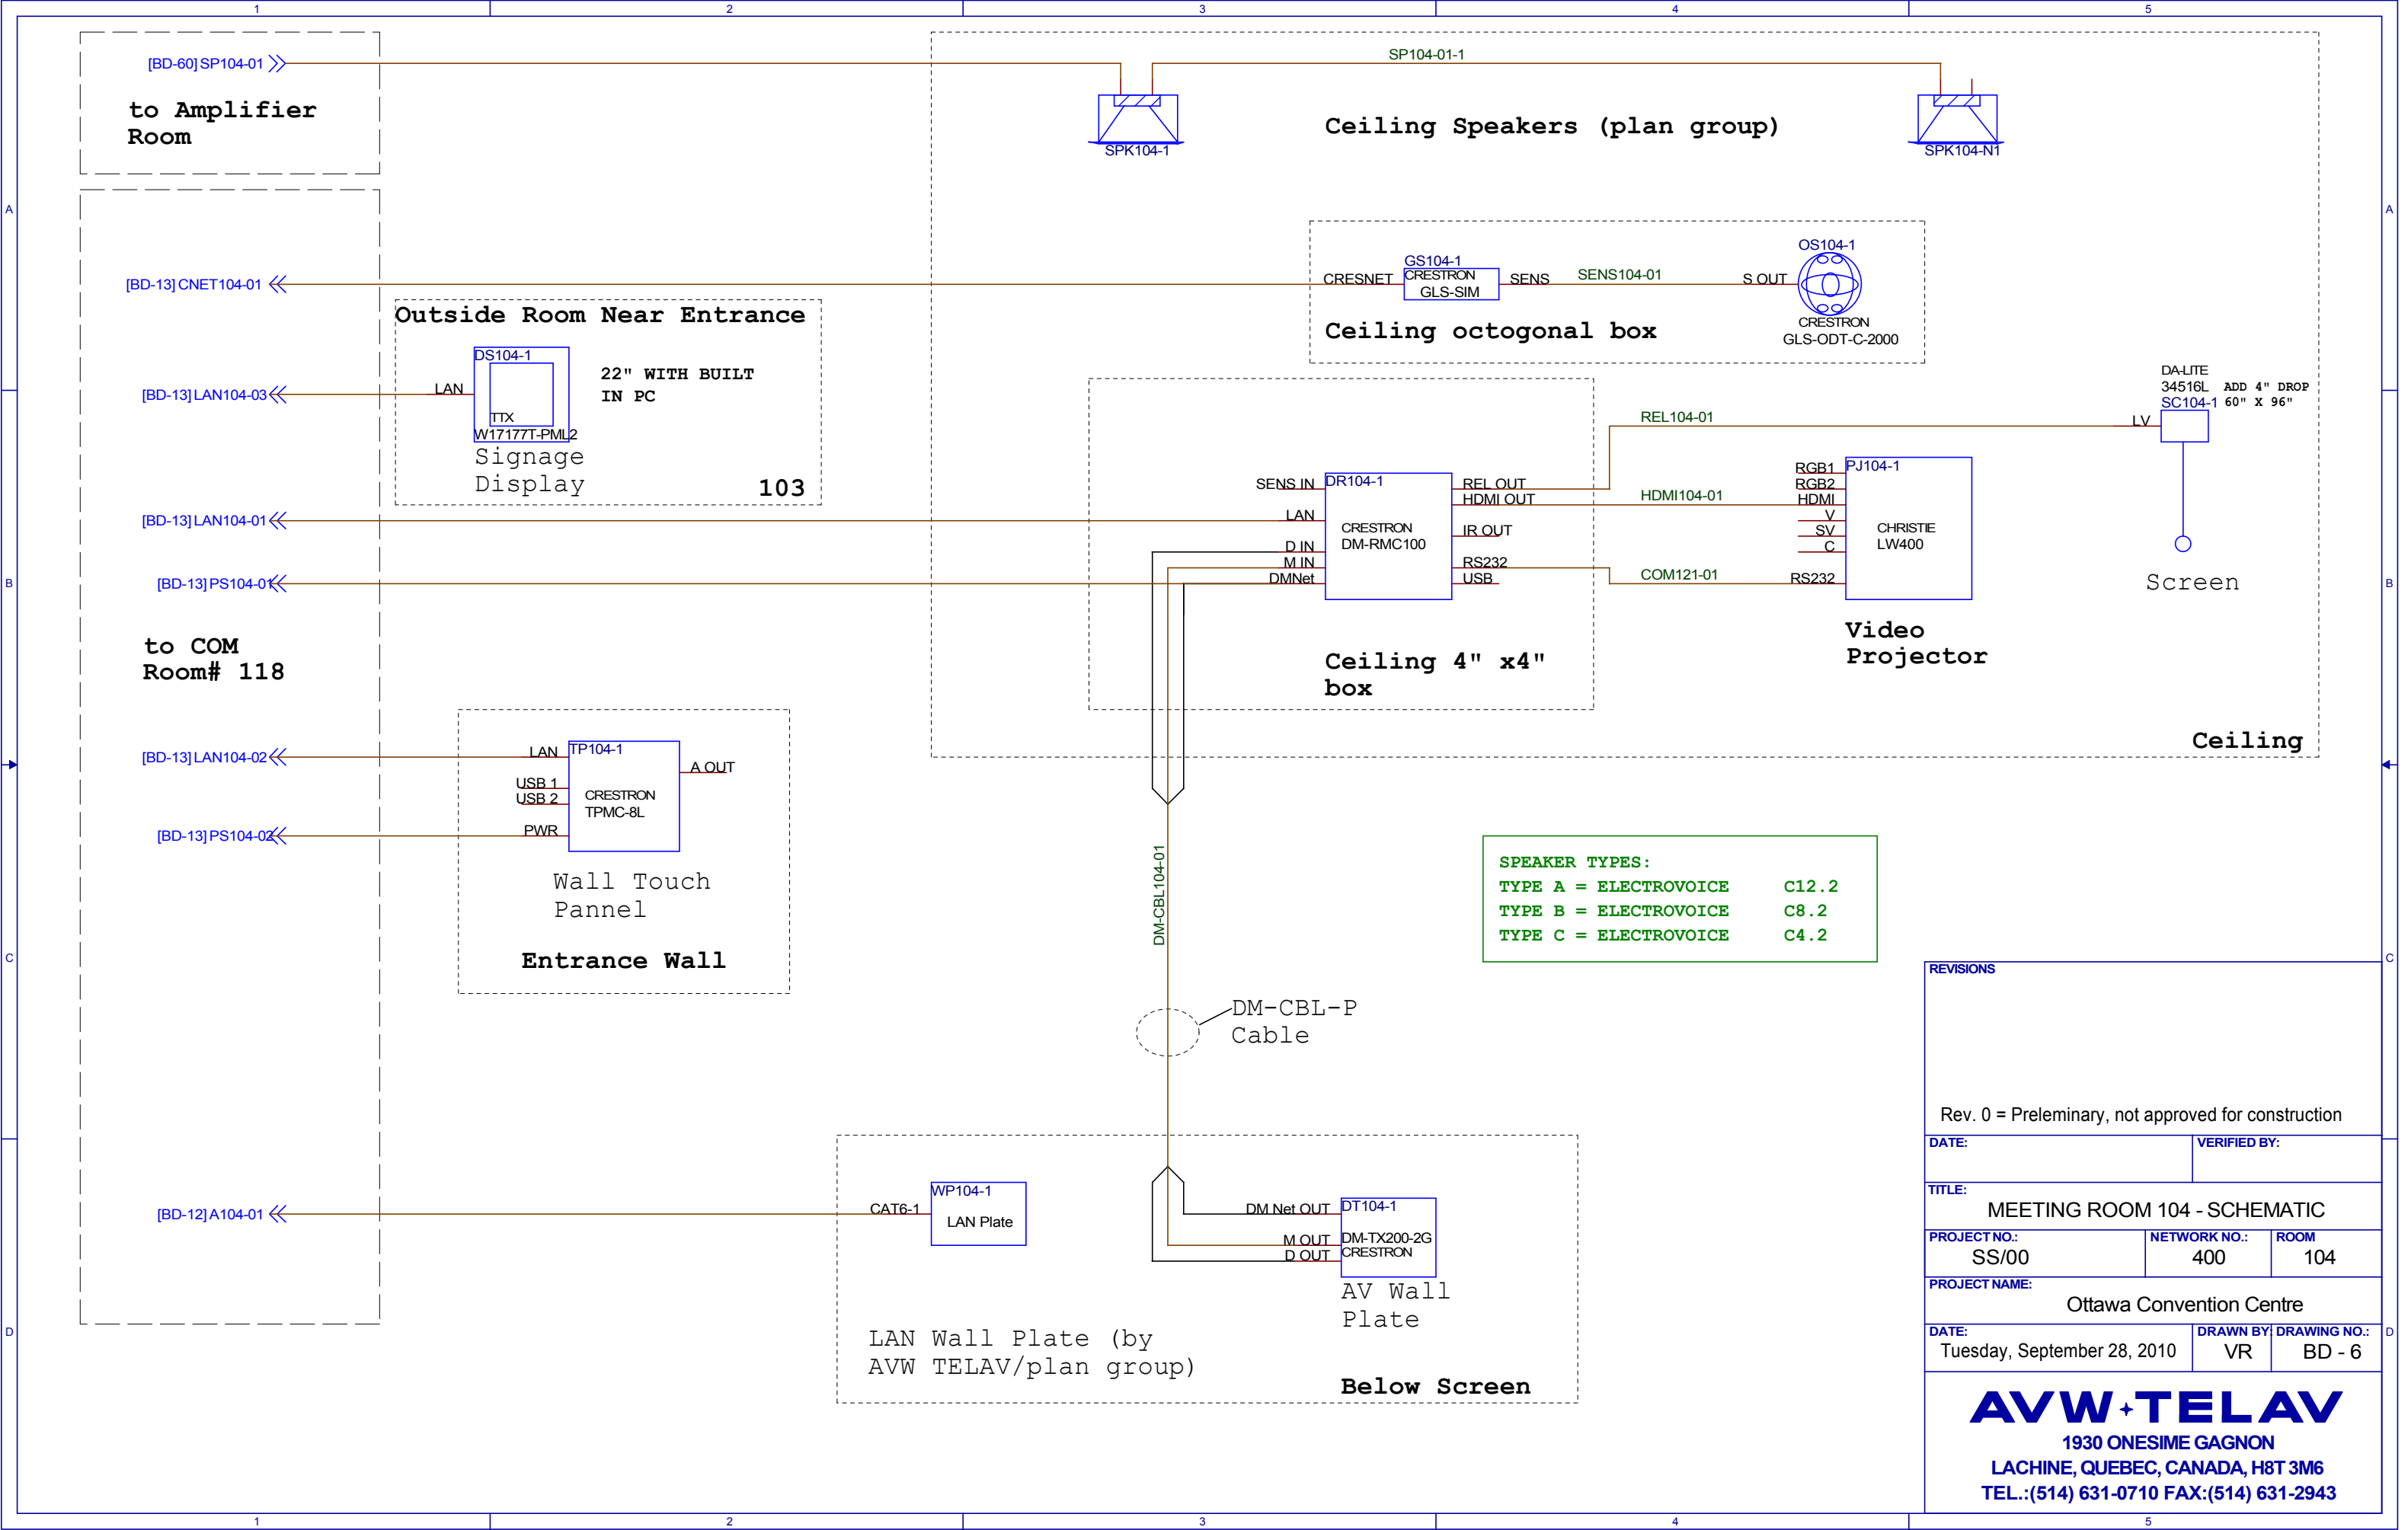 1 2 3 4 5
[BD-60] SP104-01
to Amplifier
Room
SP104-01-1
SPK104-1
Ceiling Speakers (plan group)
SPK104-N1
A
A
[BD-13] CNET104-01
CRESNET
GS104-1
CRESTRON
GLS-SIM
SENS
SENS104-01
S OUT
OS104-1
CRESTRON
GLS-ODT-C-2000
Ceiling octogonal box
Outside Room Near Entrance
[BD-13] LAN104-03
LAN
DS104-1
TTX
W17177T-PML2
22" WITH BUILT
IN PC
Signage
Display
103
DA-LITE
34516L
SC104-1
ADD 4" DROP
60" X 96"
LV
REL104-01
Screen
[BD-13] LAN104-01
[BD-13] PS104-01
SENS IN
LAN
D IN
M IN
DMNet
DR104-1
CRESTRON
DM-RMC100
REL OUT
HDMI OUT
IR OUT
RS232
USB
HDMI104-01
COM121-01
RGB1
RGB2
HDMI
V
SV
C
RS232
PJ104-1
CHRISTIE
LW400
Video
Projector
Ceiling 4" x4"
box
Ceiling
B
B
to COM
Room# 118
[BD-13] LAN104-02
[BD-13] PS104-02
LAN
USB 1
USB 2
PWR
TP104-1
CRESTRON
TPMC-8L
A OUT
Wall Touch
Pannel
Entrance Wall
DM-CBL104-01
SPEAKER TYPES:
TYPE A = ELECTROVOICE C12.2
TYPE B = ELECTROVOICE C8.2
TYPE C = ELECTROVOICE C4.2
C
C
DM-CBL-P
Cable
[BD-12] A104-01
CAT6-1
WP104-1
LAN Plate
DM Net OUT
M OUT
D OUT
DT104-1
DM-TX200-2G
CRESTRON
AV Wall
Plate
LAN Wall Plate (by
AVW TELAV/plan group)
Below Screen
D
D
REVISIONS
Rev. 0 = Preleminary, not approved for construction
DATE:
VERIFIED BY:
TITLE:
MEETING ROOM 104 - SCHEMATIC
PROJECT NO.:
SS/00
NETWORK NO.:
400
ROOM
104
PROJECT NAME:
Ottawa Convention Centre
DATE:
Tuesday, September 28, 2010
DRAWN BY:
VR
DRAWING NO.:
BD - 6
AVW TELAV
1930 ONESIME GAGNON
LACHINE, QUEBEC, CANADA, H8T 3M6
TEL.:(514) 631-0710 FAX:(514) 631-2943
1 2 3 4 5